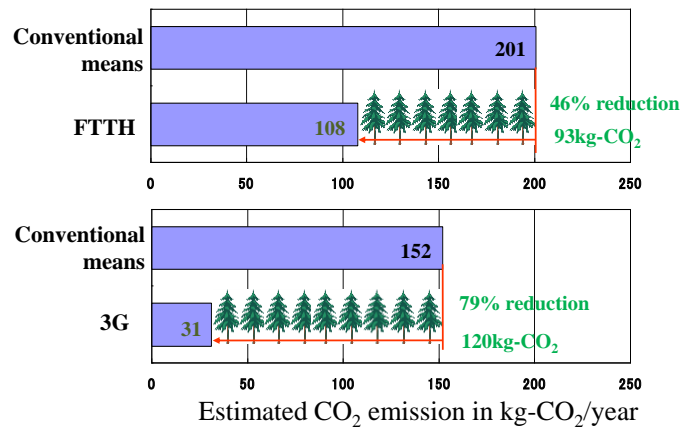 Conventional
means
201
FTTH
108
46% reduction
93kg-CO₂
0 50 100 150 200 250
Conventional
means
152
3G
31
79% reduction
120kg-CO₂
0 50 100 150 200 250
Estimated CO₂ emission in kg-CO₂/year